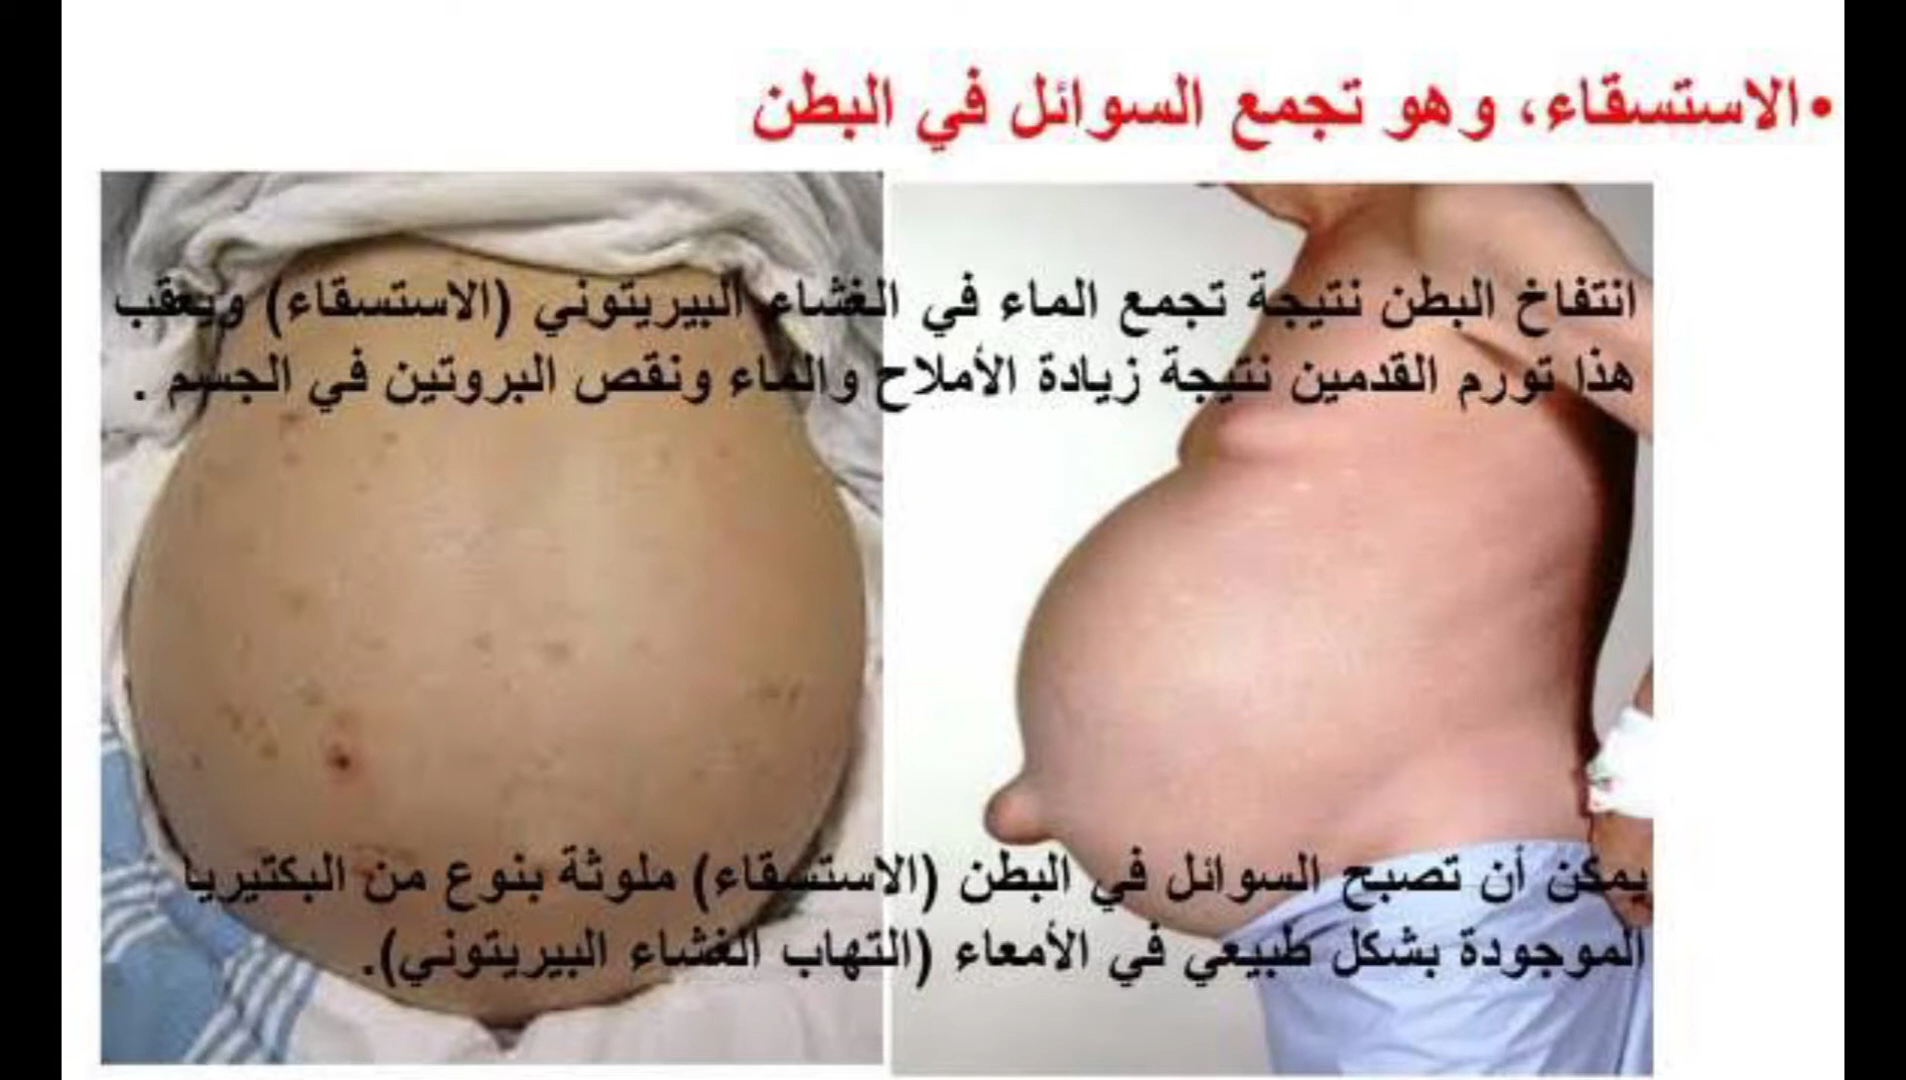 •الاستسقاء، وهو تجمع السوائل في البطن
انتفاخ البطن نتيجة تجمع الماء في الغشاء البيريتوني (الاستسقاء) ويعقب
هذا تورم القدمين نتيجة زيادة الأملاح والماء ونقص البروتين في الجسم .
يمكن أن تصبح السوائل في البطن (الاستسقاء) ملوثة بنوع من البكتيريا
الموجودة بشكل طبيعي في الأمعاء (التهاب الغشاء البيريتوني).